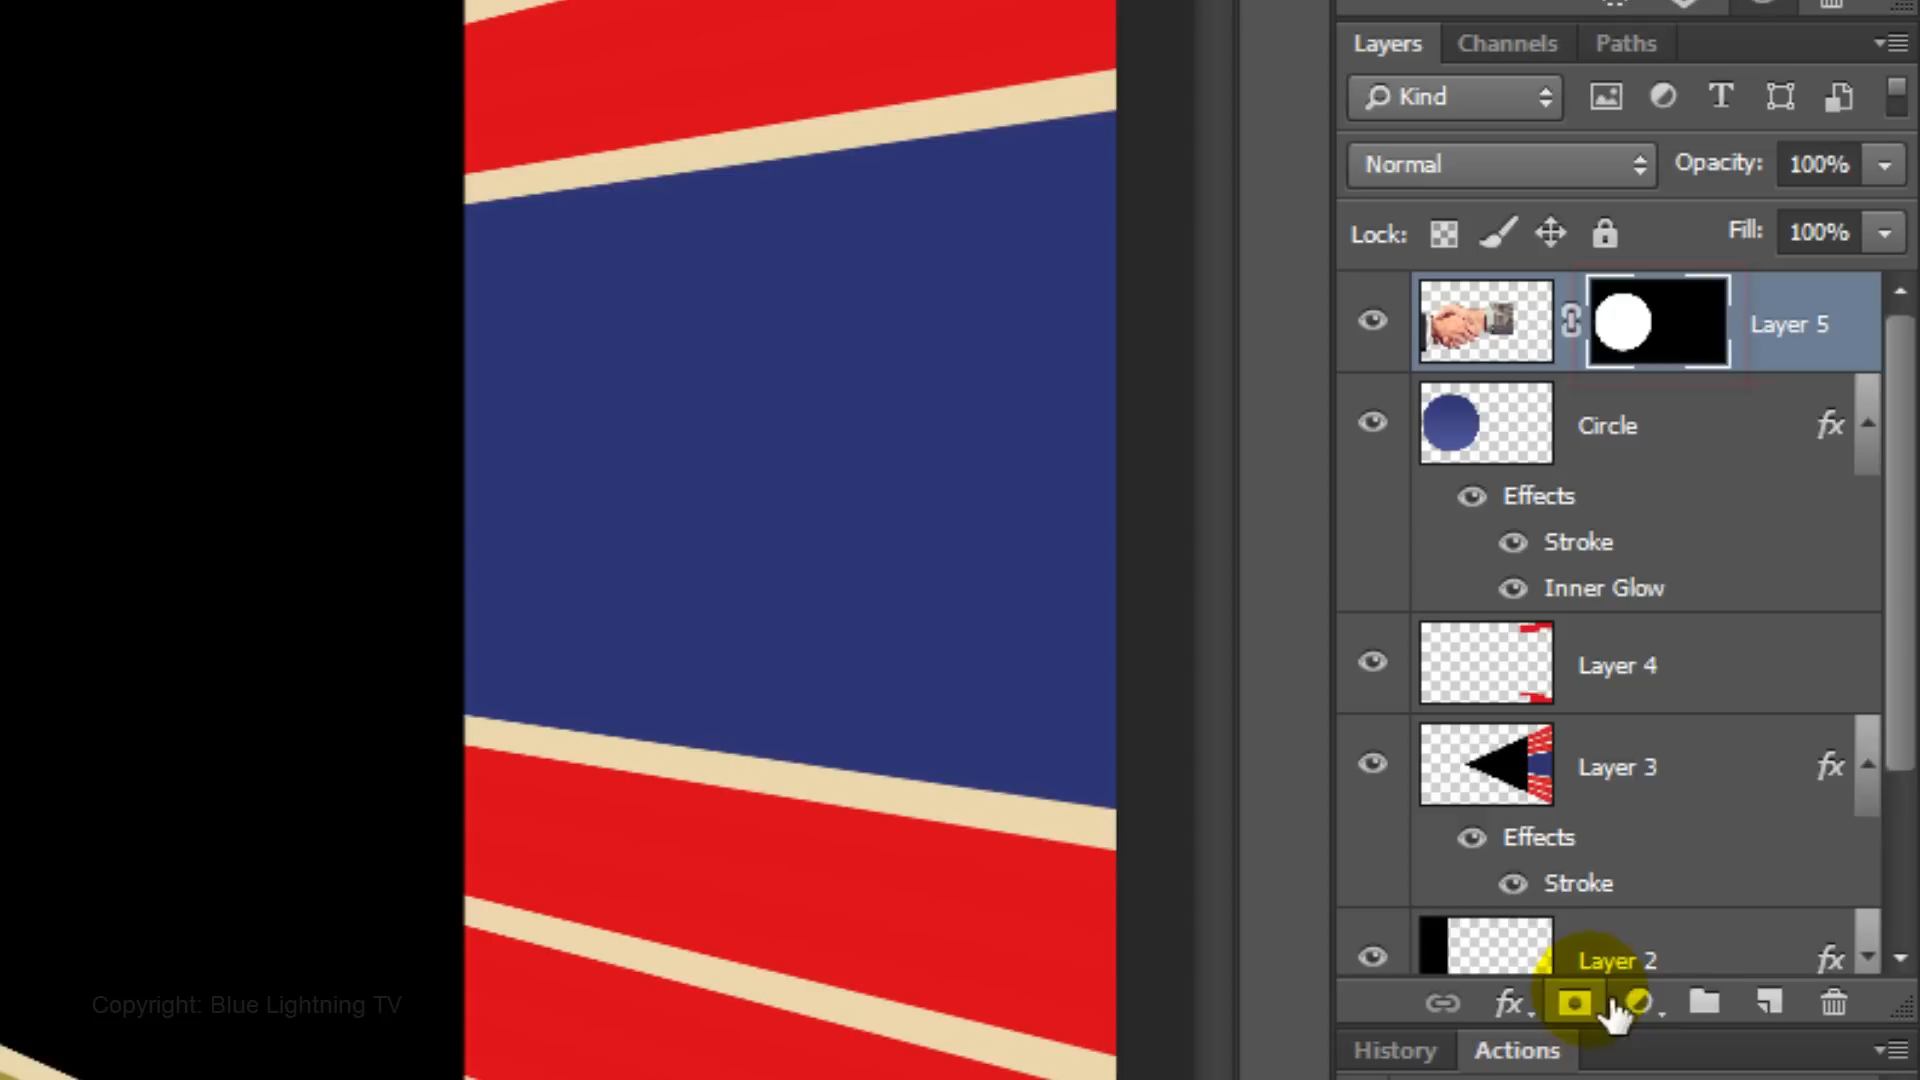 Layers Channels Paths
Kind
Normal Opacity: 100%
Lock: Fill: 100%
Layer 5
Circle fx
Effects
Stroke
Inner Glow
Layer 4
Layer 3 fx
Effects
Stroke
Layer 2 fx
fx
History Actions
Copyright: Blue Lightning TV